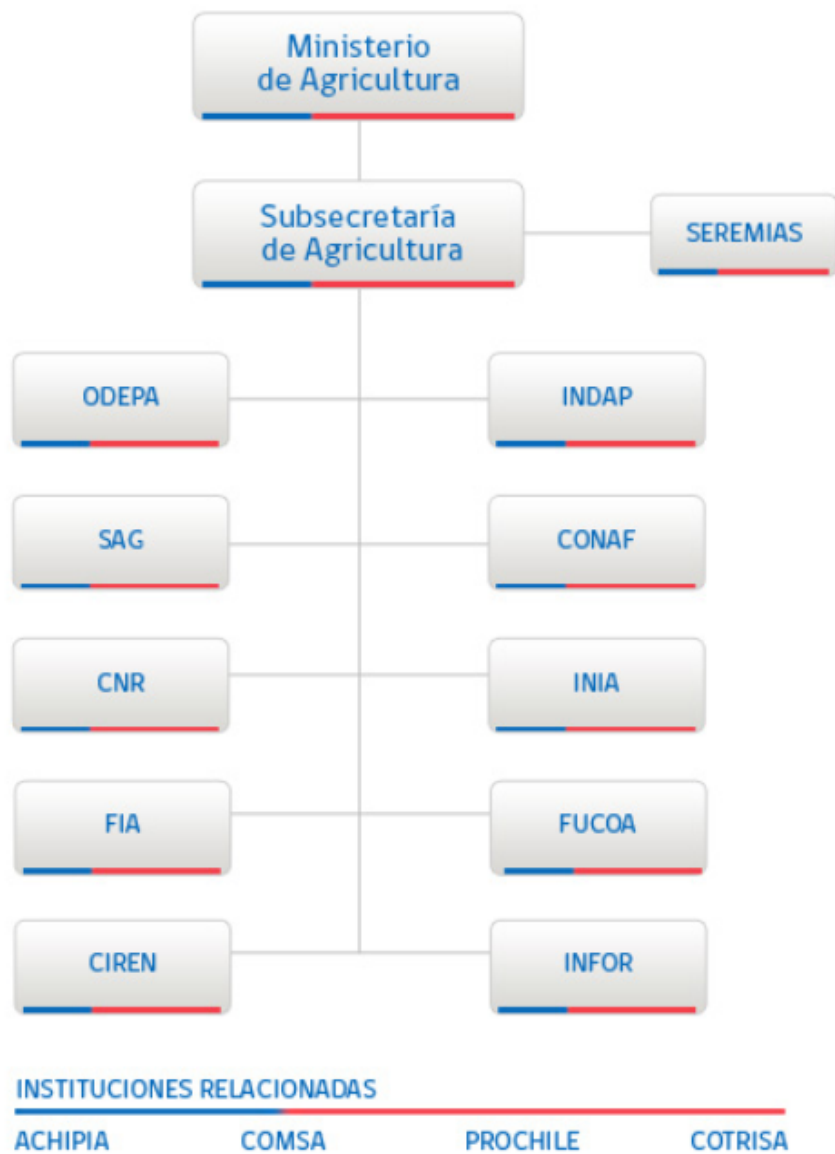 Ministerio
de Agricultura
Subsecretaría
de Agricultura
SEREMIAS
ODEPA
INDAP
SAG
CONAF
CNR
INIA
FIA
FUCOA
CIREN
INFOR
INSTITUCIONES RELACIONADAS
ACHIPIA COMSA PROCHILE COTRISA